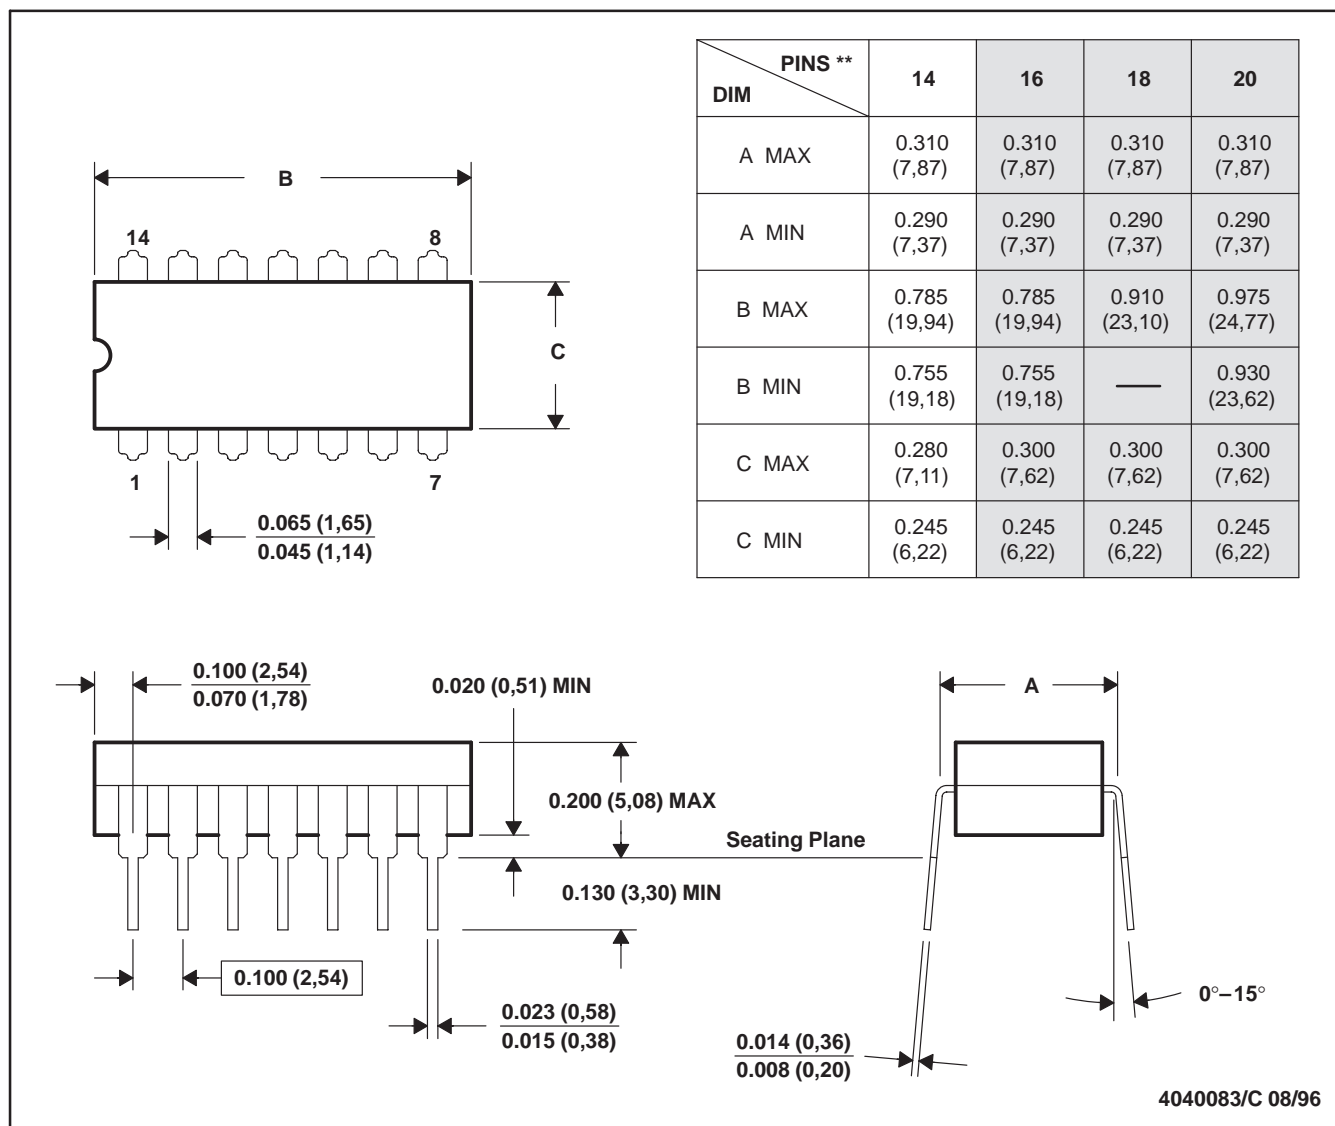 PINS **
DIM
14 16 18 20
A MAX 0.310 (7,87) 0.310 (7,87) 0.310 (7,87) 0.310 (7,87)
A MIN 0.290 (7,37) 0.290 (7,37) 0.290 (7,37) 0.290 (7,37)
B MAX 0.785 (19,94) 0.785 (19,94) 0.910 (23,10) 0.975 (24,77)
B MIN 0.755 (19,18) 0.755 (19,18) — 0.930 (23,62)
C MAX 0.280 (7,11) 0.300 (7,62) 0.300 (7,62) 0.300 (7,62)
C MIN 0.245 (6,22) 0.245 (6,22) 0.245 (6,22) 0.245 (6,22)
B
14
8
C
1
7
0.065 (1,65)
0.045 (1,14)
0.100 (2,54)
0.070 (1,78)
0.020 (0,51) MIN
0.200 (5,08) MAX
Seating Plane
0.130 (3,30) MIN
0.100 (2,54)
0.023 (0,58)
0.015 (0,38)
A
0°–15°
0.014 (0,36)
0.008 (0,20)
4040083/C 08/96